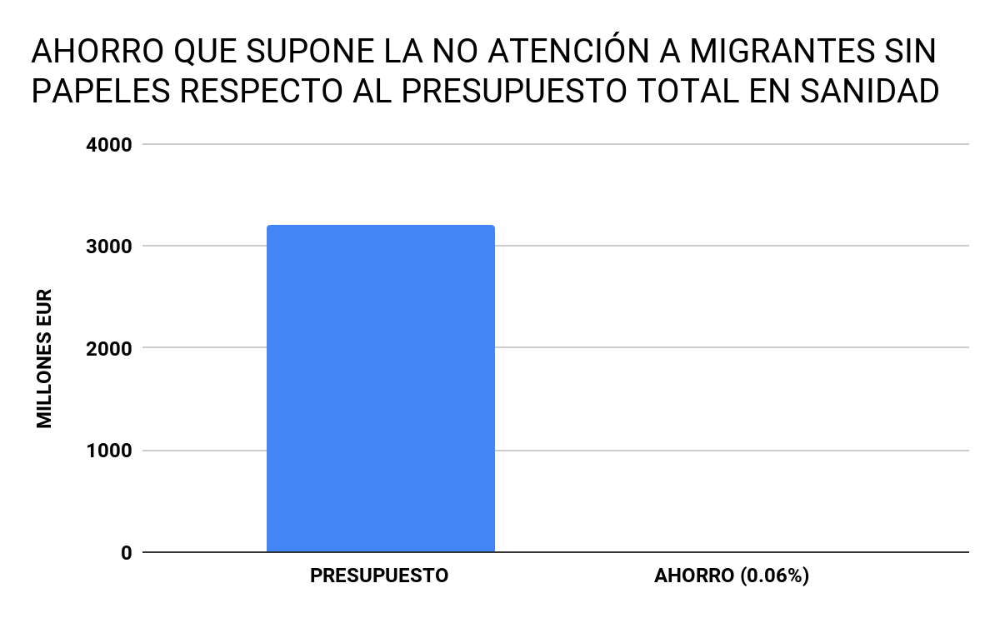 AHORRO QUE SUPONE LA NO ATENCIÓN A MIGRANTES SIN
PAPELES RESPECTO AL PRESUPUESTO TOTAL EN SANIDAD
4000
3000
2000
1000
0
MILLONES EUR
PRESUPUESTO
AHORRO (0.06%)